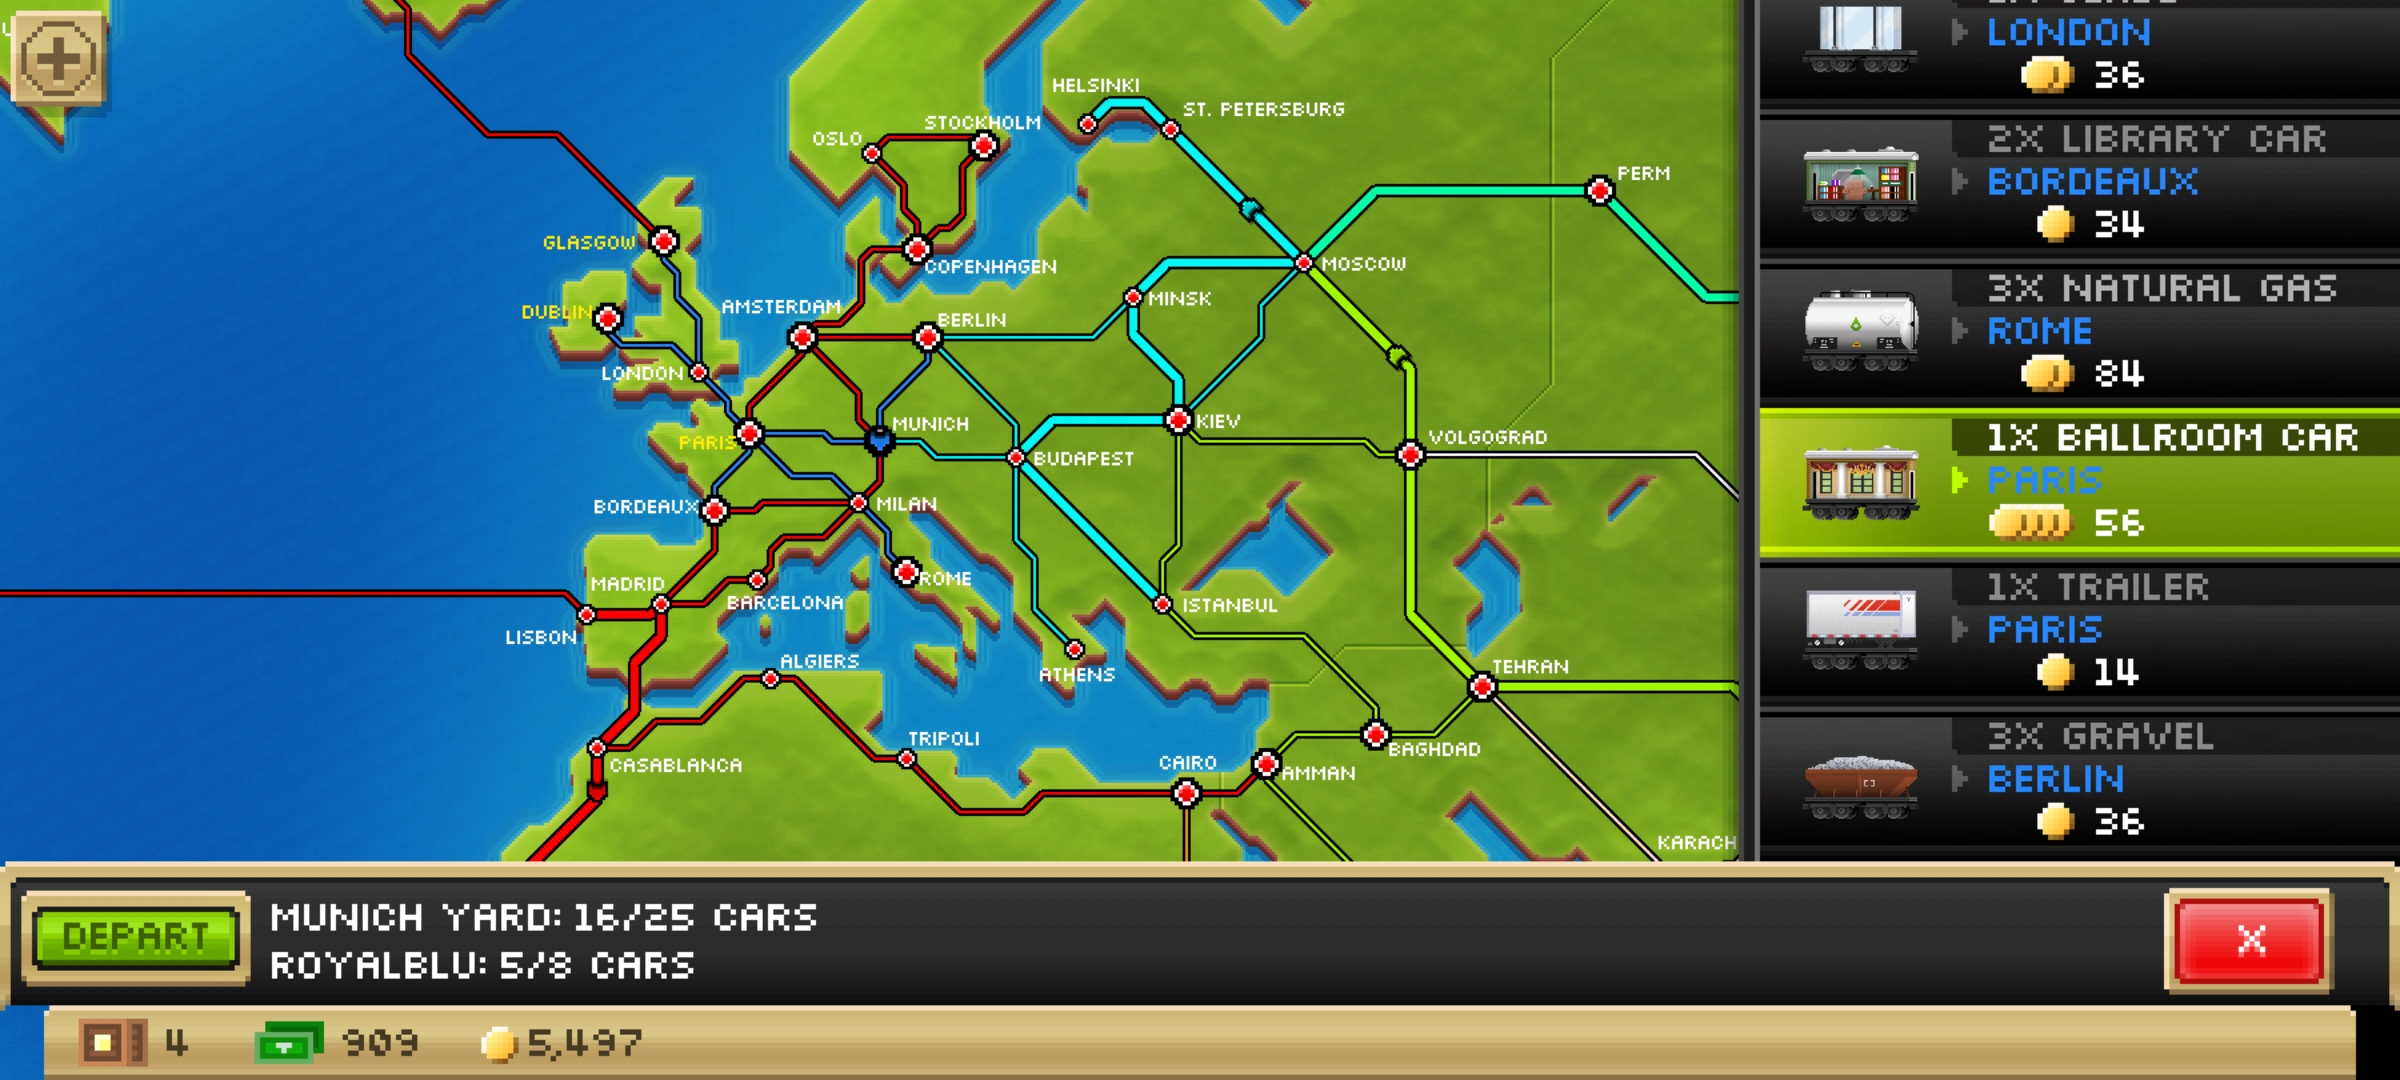 HELSINKI
ST. PETERSBURG
STOCKHOLM
OSLO
PERM
GLASGOW
COPENHAGEN
MOSCOW
MINSK
AMSTERDAM
DUBLIN
BERLIN
LONDON
MUNICH
KIEV
PARIS
VOLGOGRAD
BUDAPEST
BORDEAUX
MILAN
MADRID
ROME
BARCELONA
ISTANBUL
LISBON
ALGIERS
ATHENS
TEHRAN
TRIPOLI
BAGHDAD
CASABLANCA
CAIRO
AMMAN
KARACH
LONDON
36
2X LIBRARY CAR
BORDEAUX
34
3X NATURAL GAS
ROME
84
1X BALLROOM CAR
PARIS
56
1X TRAILER
PARIS
14
3X GRAVEL
BERLIN
36
DEPART
MUNICH YARD: 16/25 CARS
ROYALBLU: 5/8 CARS
X
4
909
5,497